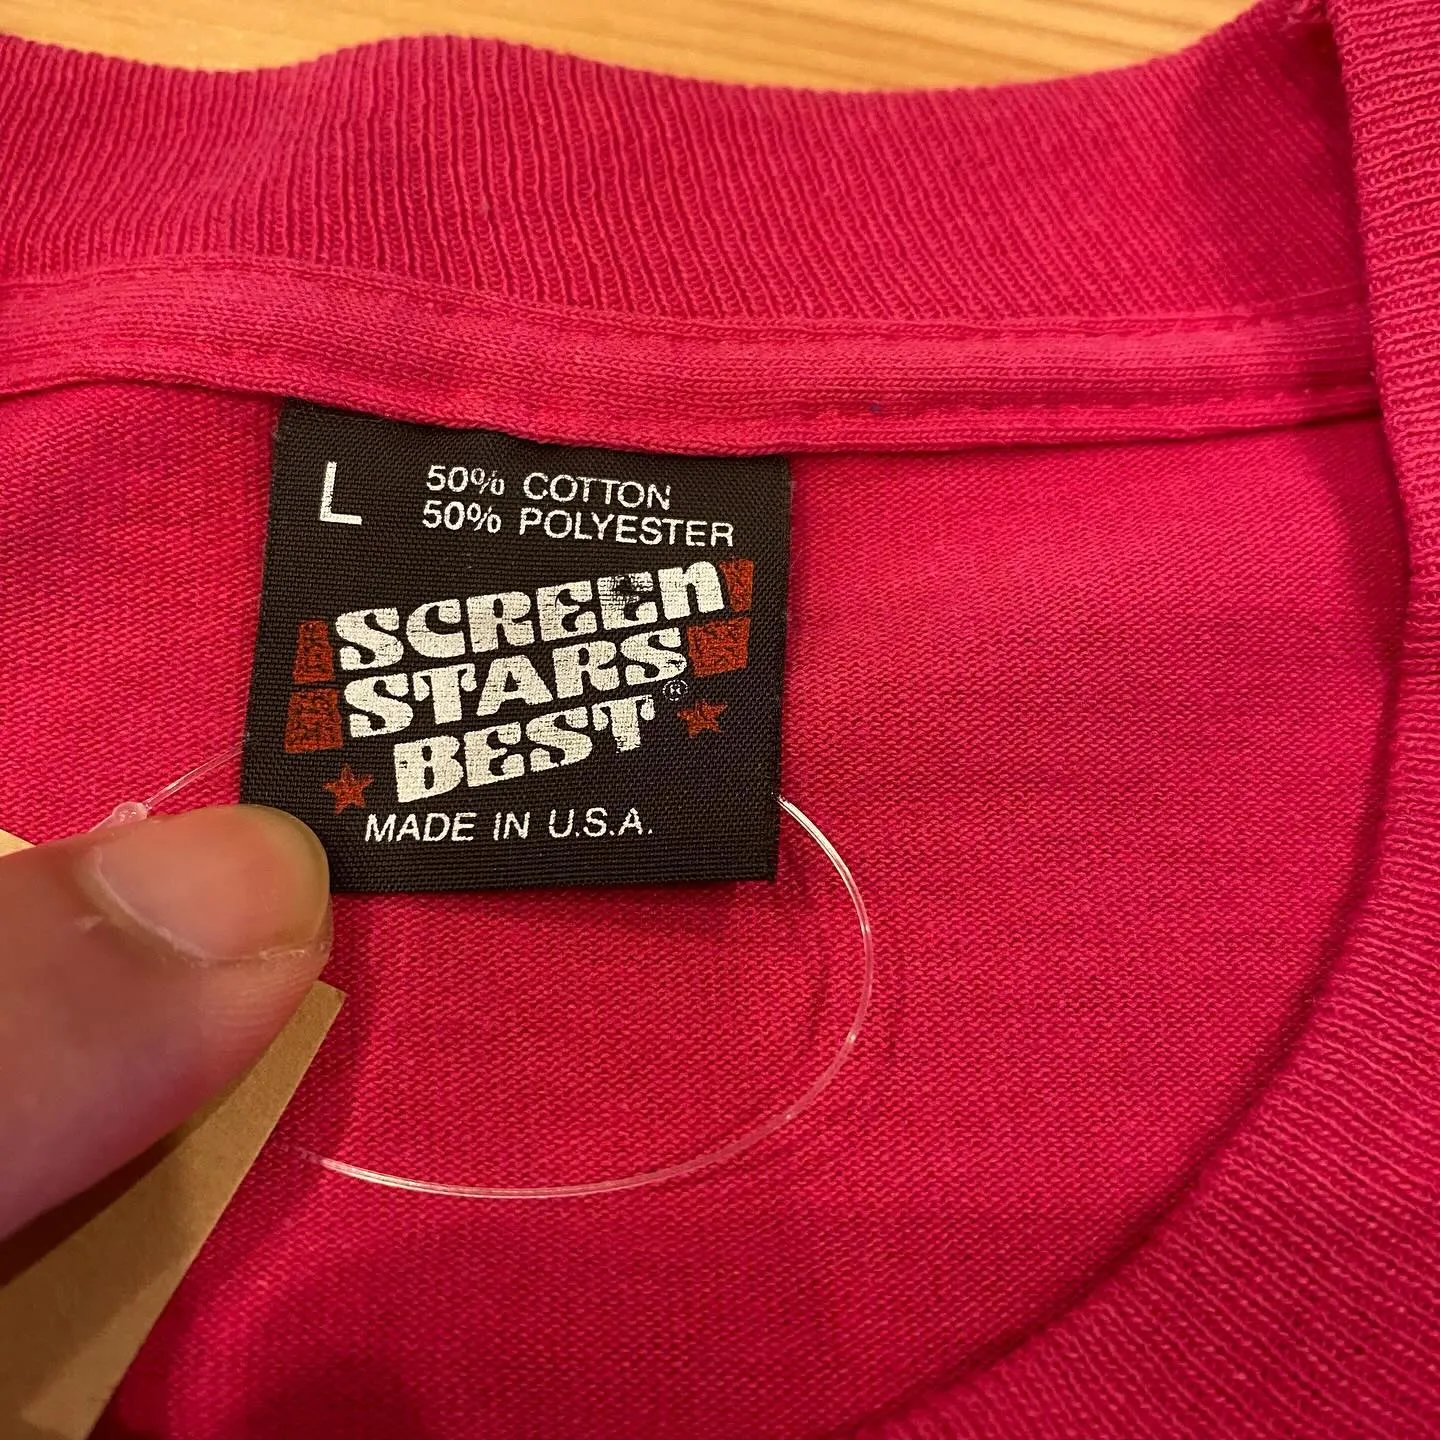 L 50% COTTON
50% POLYESTER
SCREEn
STARS
BEST®
MADE IN U.S.A.